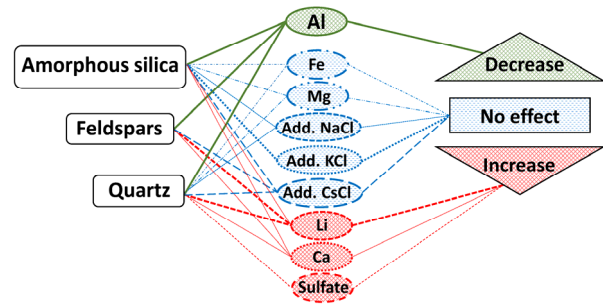 Al
Amorphous silica
Fe
Decrease
Mg
Feldspars
Add. NaCl
No effect
Add. KCl
Quartz
Add. CsCl
Increase
Li
Ca
Sulfate